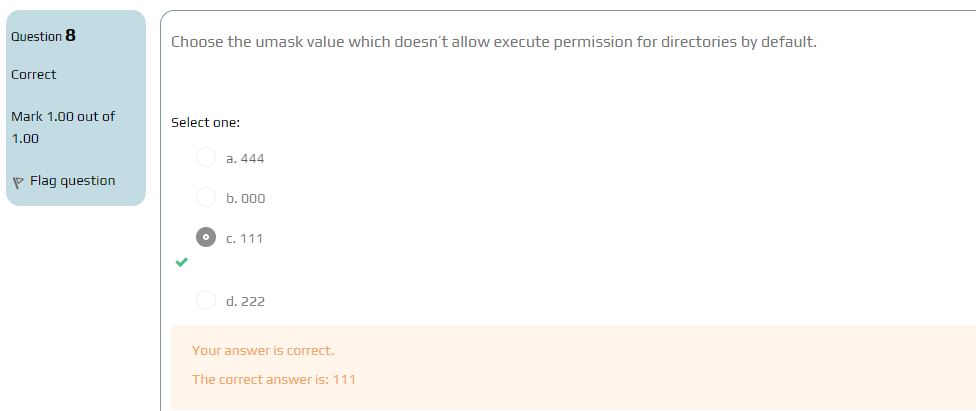 Question 8
Correct
Mark 1.00 out of
1.00
Flag question
Choose the umask value which doesn´t allow execute permission for directories by default.
Select one:
a. 444
b. 000
c. 111
d. 222
Your answer is correct.
The correct answer is: 111